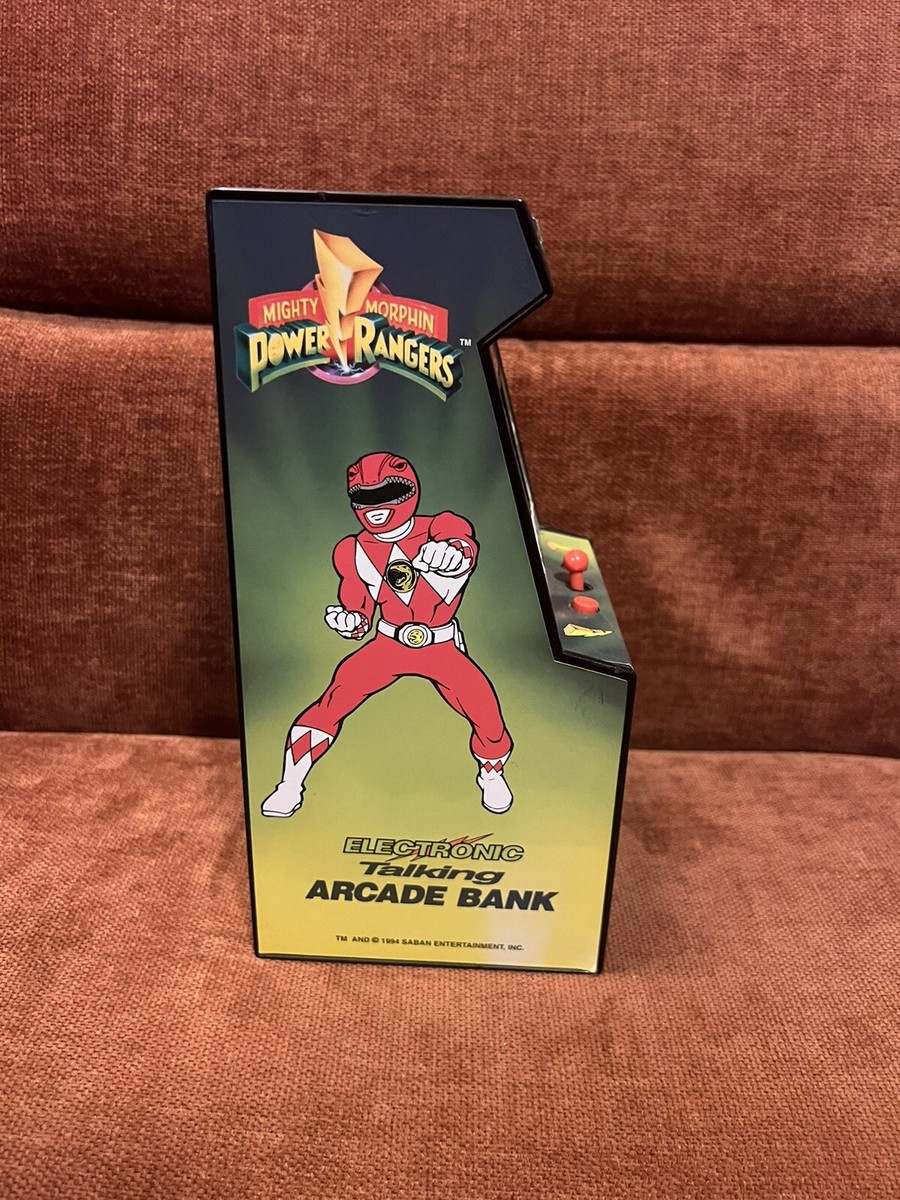 MIGHTY MORPHIN
POWER RANGERS TM
ELECTRONIC
Talking
ARCADE BANK
TM AND © 1994 SABAN ENTERTAINMENT, INC.